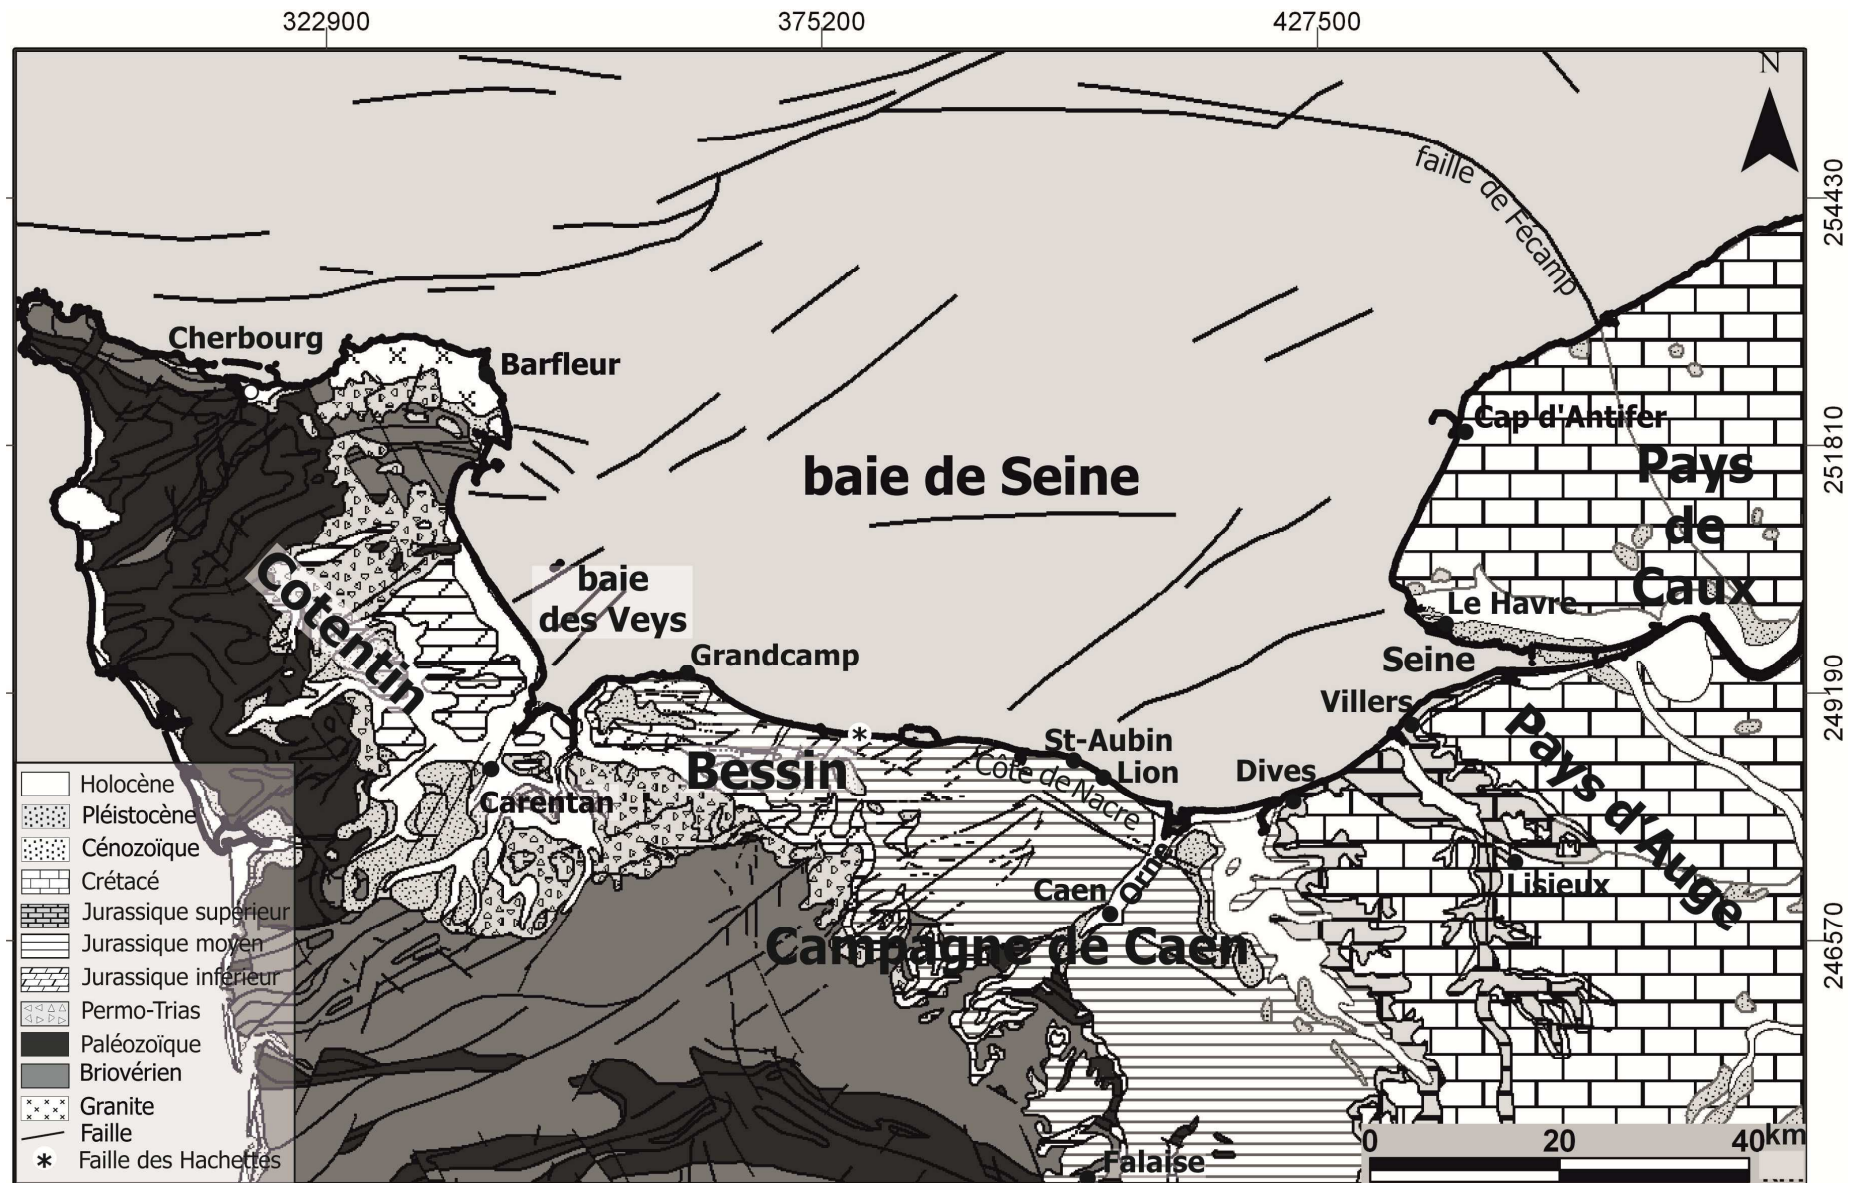 322900
375200
427500
N
254430
251810
249190
246570
faille de Fécamp
Cherbourg
Barfleur
Cap d'Antifer
baie de Seine
Pays
de
Caux
Cotentin
baie
des Veys
Le Havre
Grandcamp
Seine
Villers
Pays d'Auge
St-Aubin
Bessin
Côte de Nacre
Lion
Dives
Carentan
Orne
Caen
Lisieux
Campagne de Caen
Falaise
Holocène
Pléistocène
Cénozoïque
Crétacé
Jurassique supérieur
Jurassique moyen
Jurassique inférieur
Permo-Trias
Paléozoïque
Briovérien
Granite
Faille
* Faille des Hachettes
*
0 20 40km